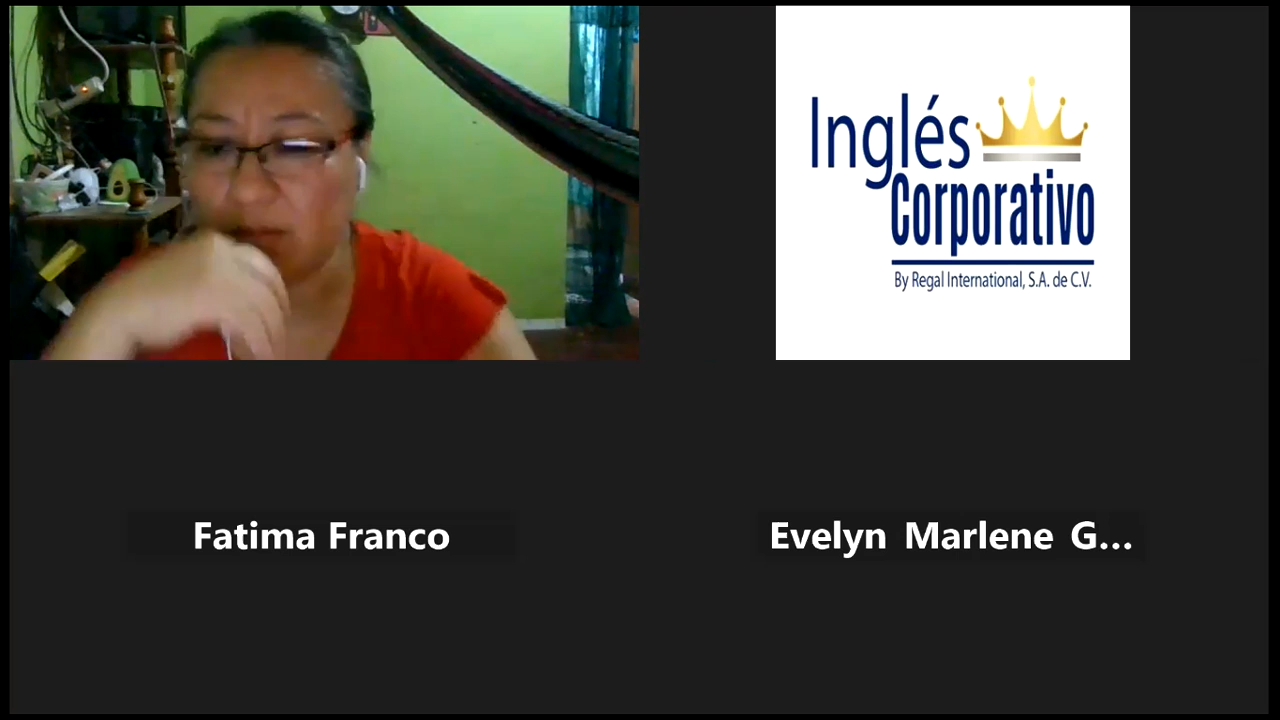 Inglés
Corporativo
By Regal International, S.A. de C.V.
Fatima Franco
Evelyn Marlene G...